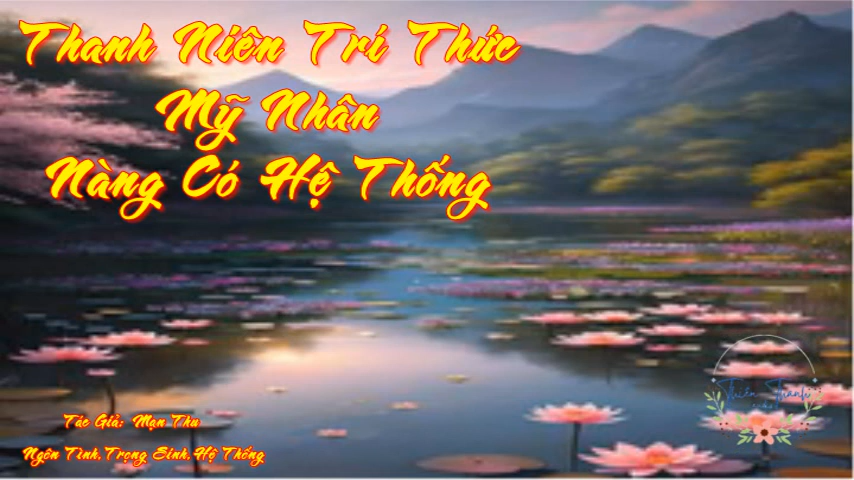 Thanh Niên Trí Thức
Mỹ Nhân
Nàng Có Hệ Thống
Tác Giả: Mạn Thu
Ngôn Tình,Trọng Sinh,Hệ Thống